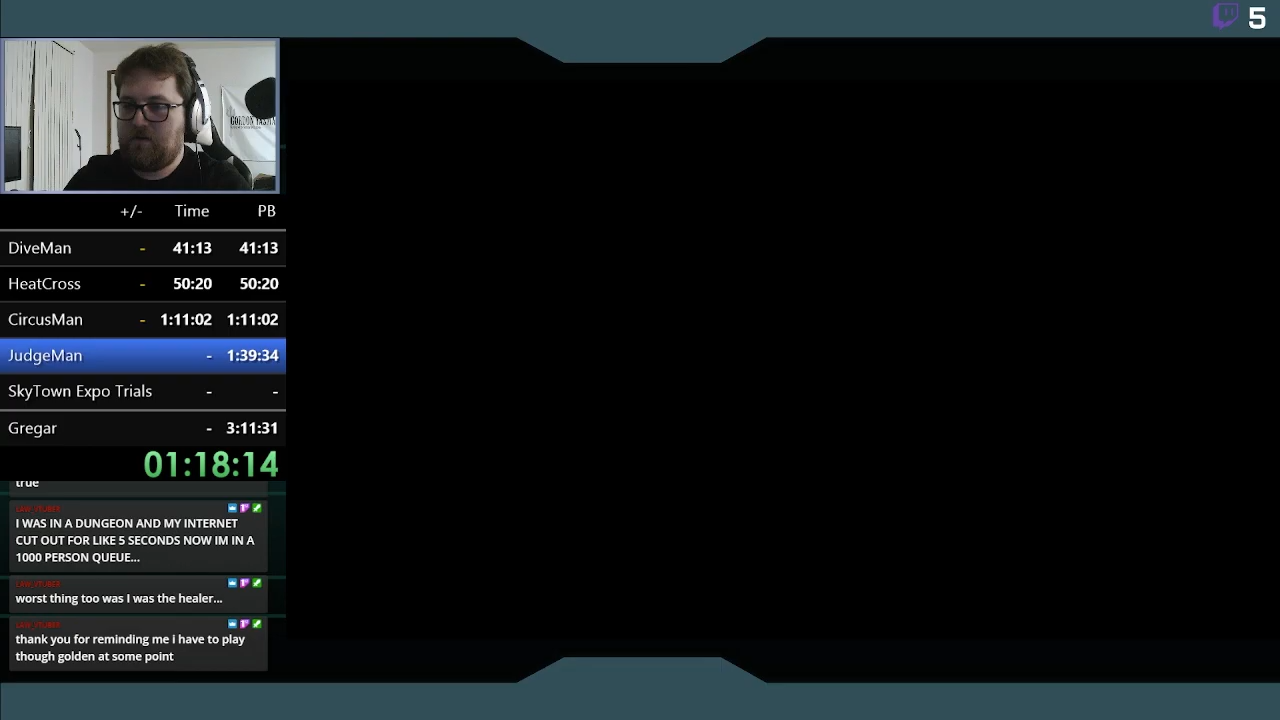 5
+/- Time PB
DiveMan - 41:13 41:13
HeatCross - 50:20 50:20
CircusMan - 1:11:02 1:11:02
JudgeMan - 1:39:34
SkyTown Expo Trials - -
Gregar - 3:11:31
01:18:14
true
I WAS IN A DUNGEON AND MY INTERNET
CUT OUT FOR LIKE 5 SECONDS NOW IM IN A
1000 PERSON QUEUE...
worst thing too was I was the healer...
thank you for reminding me i have to play
though golden at some point